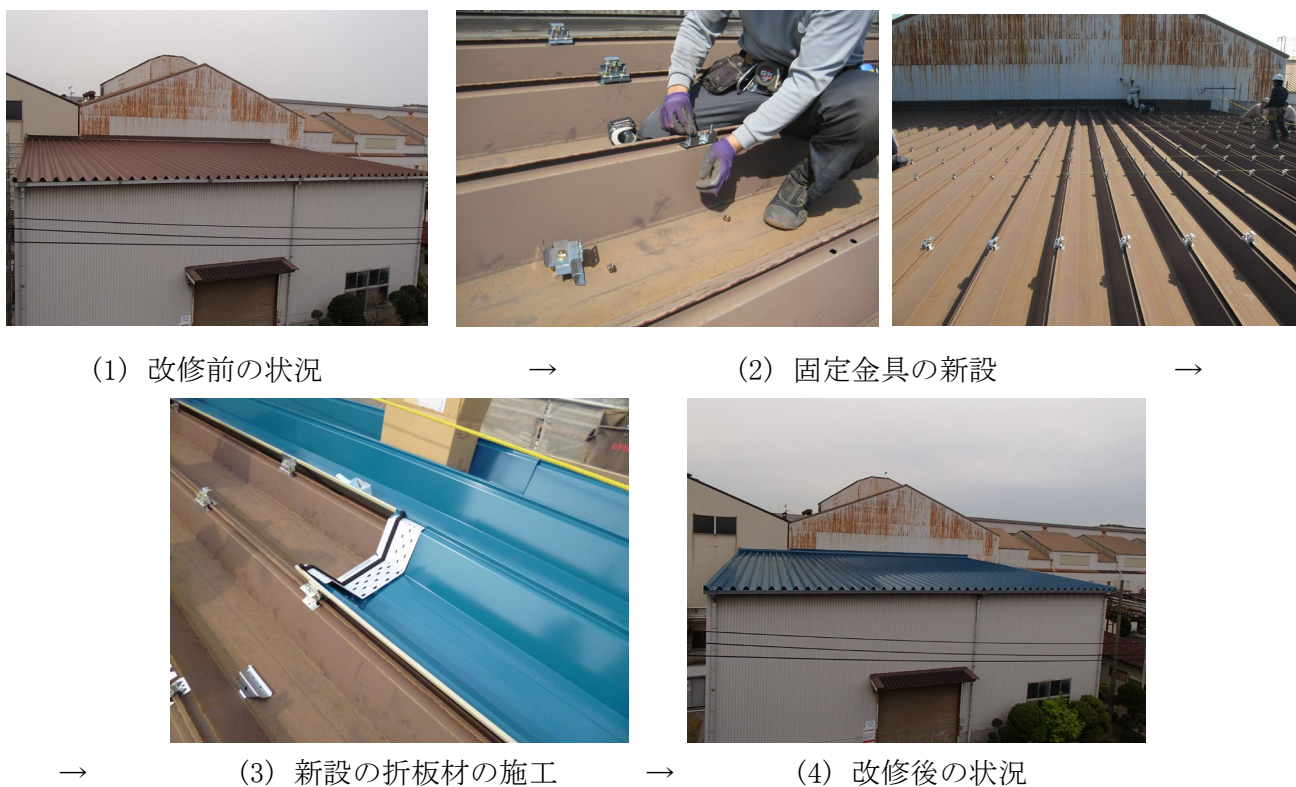 (1) 改修前の状況 → (2) 固定金具の新設 →
→ (3) 新設の折板材の施工 → (4) 改修後の状況